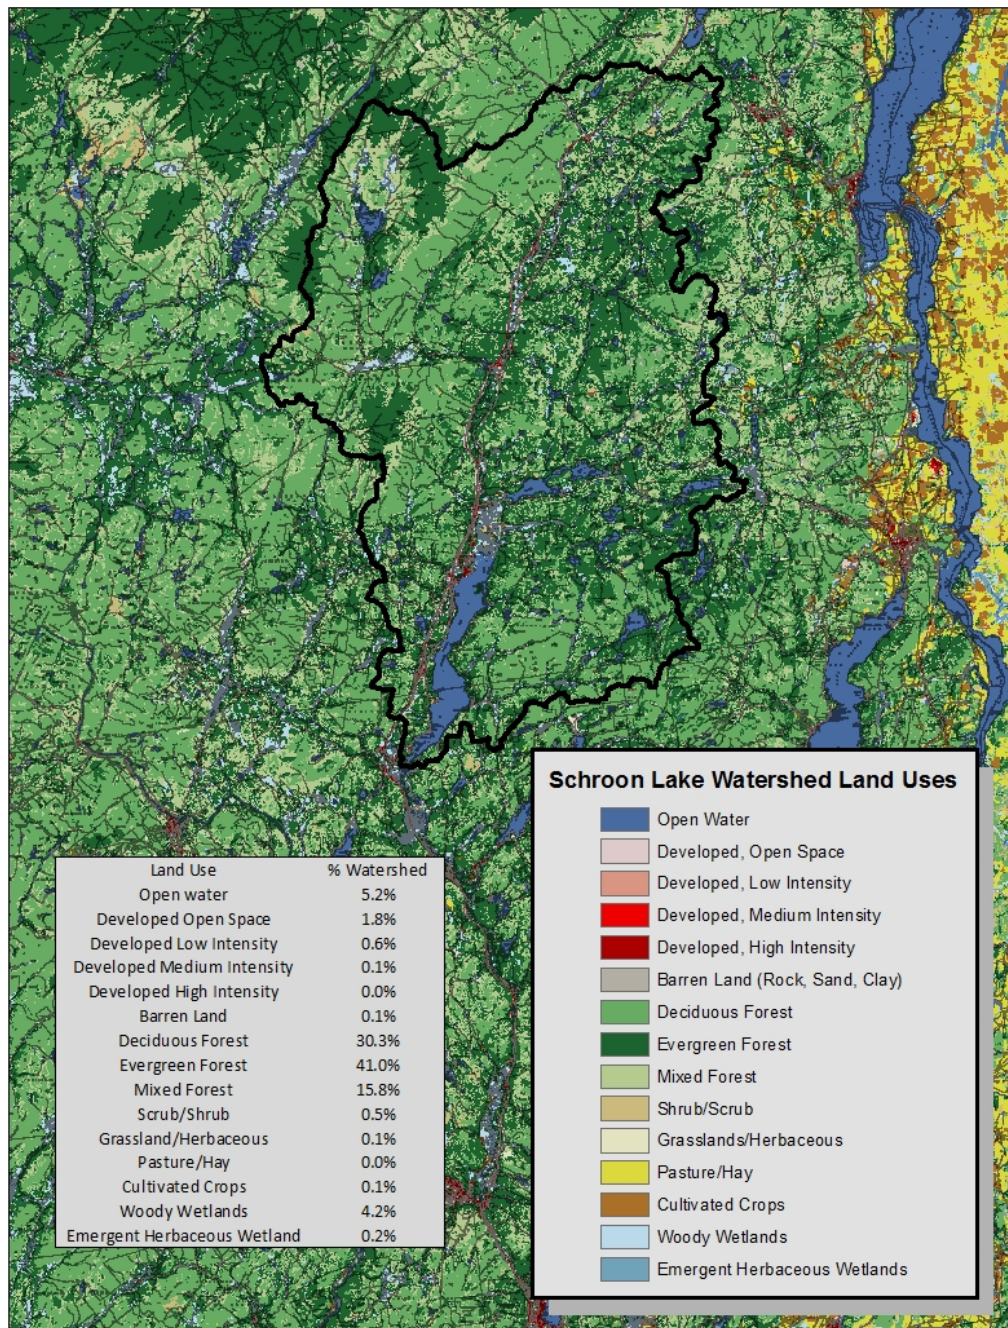 Schroon Lake Watershed Land Uses
Open Water
Developed, Open Space
Developed, Low Intensity
Developed, Medium Intensity
Developed, High Intensity
Barren Land (Rock, Sand, Clay)
Deciduous Forest
Evergreen Forest
Mixed Forest
Shrub/Scrub
Grasslands/Herbaceous
Pasture/Hay
Cultivated Crops
Woody Wetlands
Emergent Herbaceous Wetlands
Land Use % Watershed
Open water 5.2%
Developed Open Space 1.8%
Developed Low Intensity 0.6%
Developed Medium Intensity 0.1%
Developed High Intensity 0.0%
Barren Land 0.1%
Deciduous Forest 30.3%
Evergreen Forest 41.0%
Mixed Forest 15.8%
Scrub/Shrub 0.5%
Grassland/Herbaceous 0.1%
Pasture/Hay 0.0%
Cultivated Crops 0.1%
Woody Wetlands 4.2%
Emergent Herbaceous Wetland 0.2%